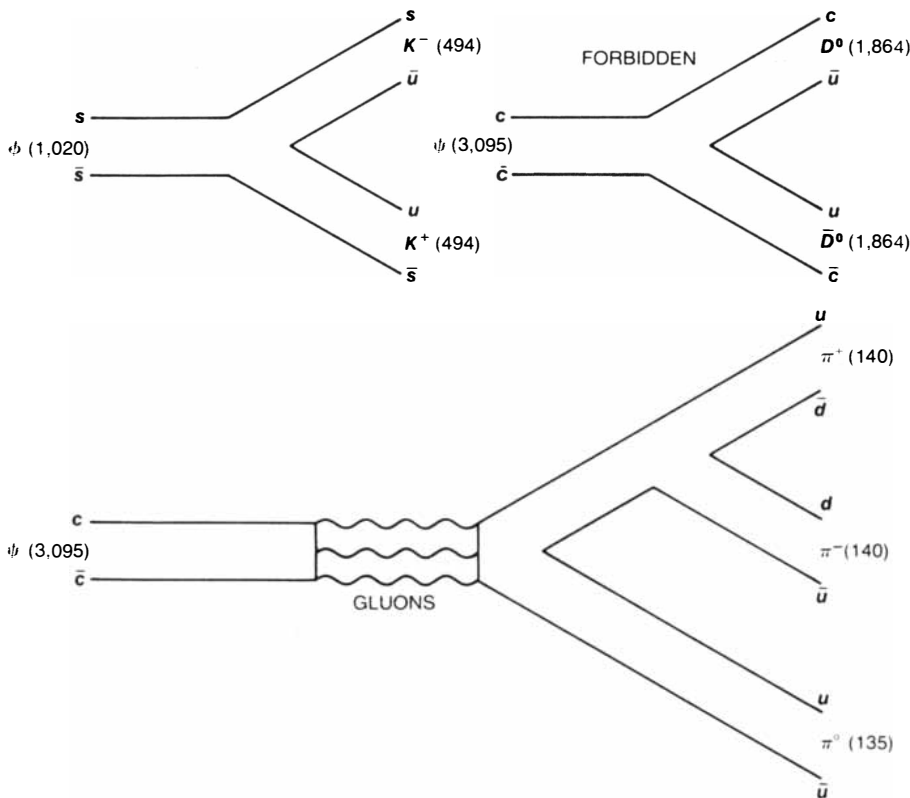 s
K⁻ (494)
ū
s
ϕ (1,020)
s̄
u
K⁺ (494)
s̄
c
D⁰ (1,864)
FORBIDDEN
ū
c
ψ (3,095)
c̄
u
D̄⁰ (1,864)
c̄
u
π⁺ (140)
d̄
c
d
ψ (3,095)
π⁻ (140)
c̄
ū
GLUONS
u
π° (135)
ū